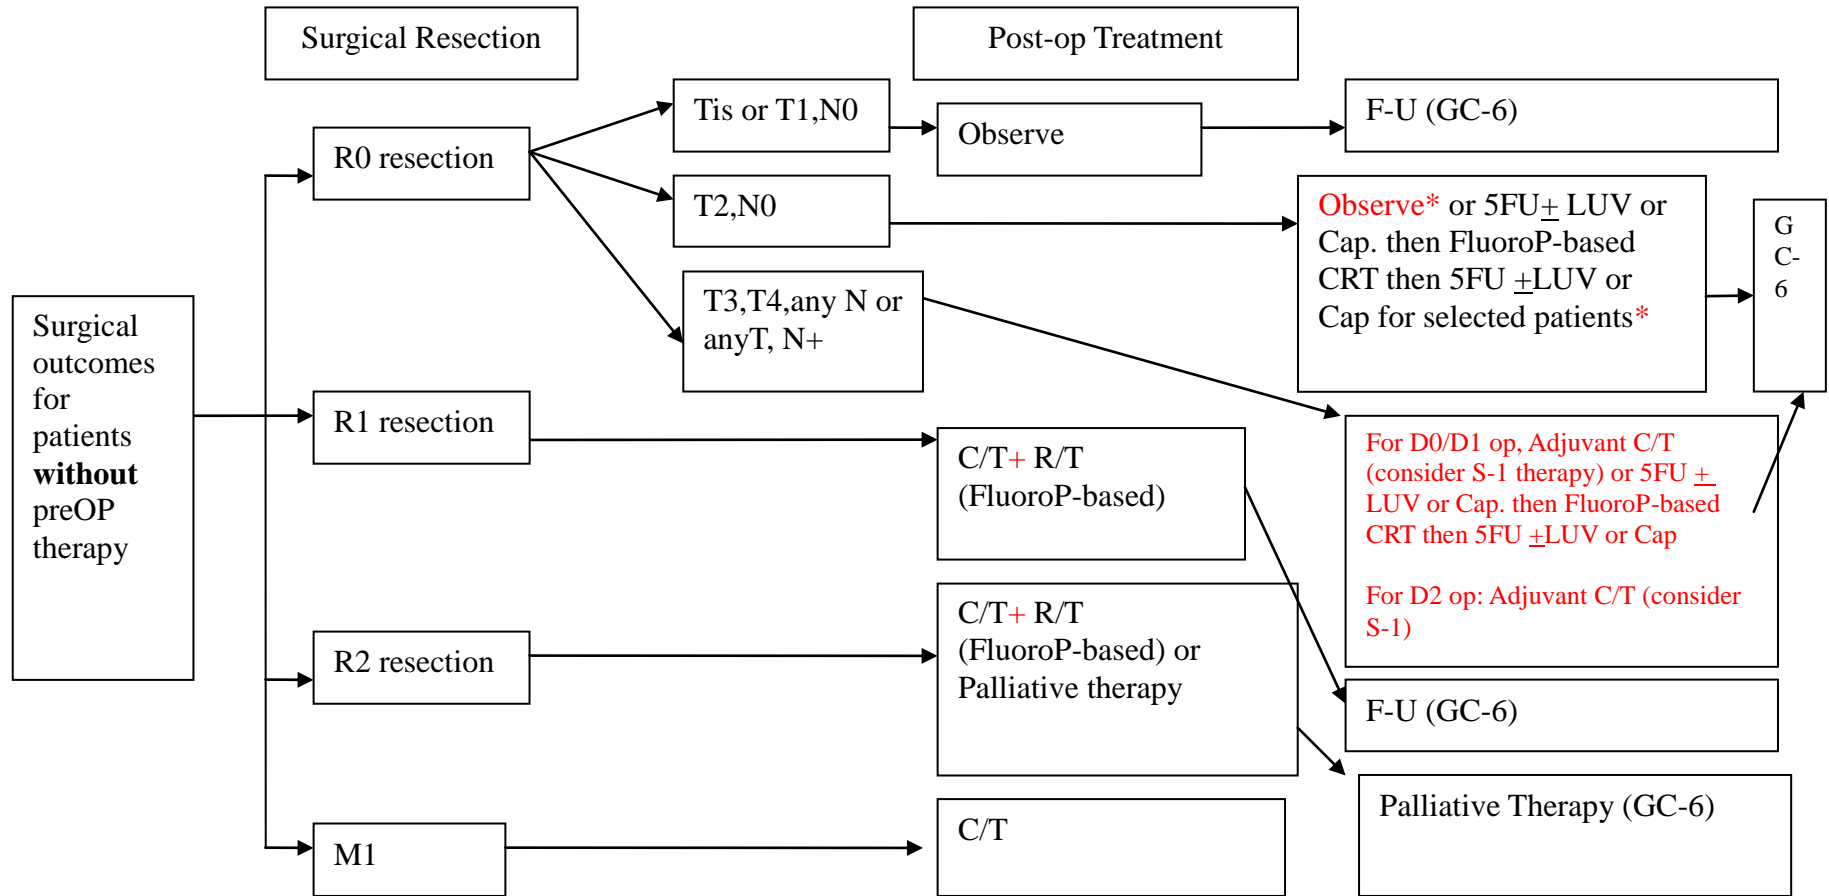 Surgical Resection
Post-op Treatment
Surgical
outcomes
for
patients
without
preOP
therapy
R0 resection
Tis or T1,N0
Observe
F-U (GC-6)
T2,N0
Observe* or 5FU+ LUV or
Cap. then FluoroP-based
CRT then 5FU +LUV or
Cap for selected patients*
G
C-
6
T3,T4,any N or
anyT, N+
For D0/D1 op, Adjuvant C/T
(consider S-1 therapy) or 5FU +
LUV or Cap. then FluoroP-based
CRT then 5FU +LUV or Cap
For D2 op: Adjuvant C/T (consider
S-1)
R1 resection
C/T+ R/T
(FluoroP-based)
F-U (GC-6)
R2 resection
C/T+ R/T
(FluoroP-based) or
Palliative therapy
Palliative Therapy (GC-6)
M1
C/T